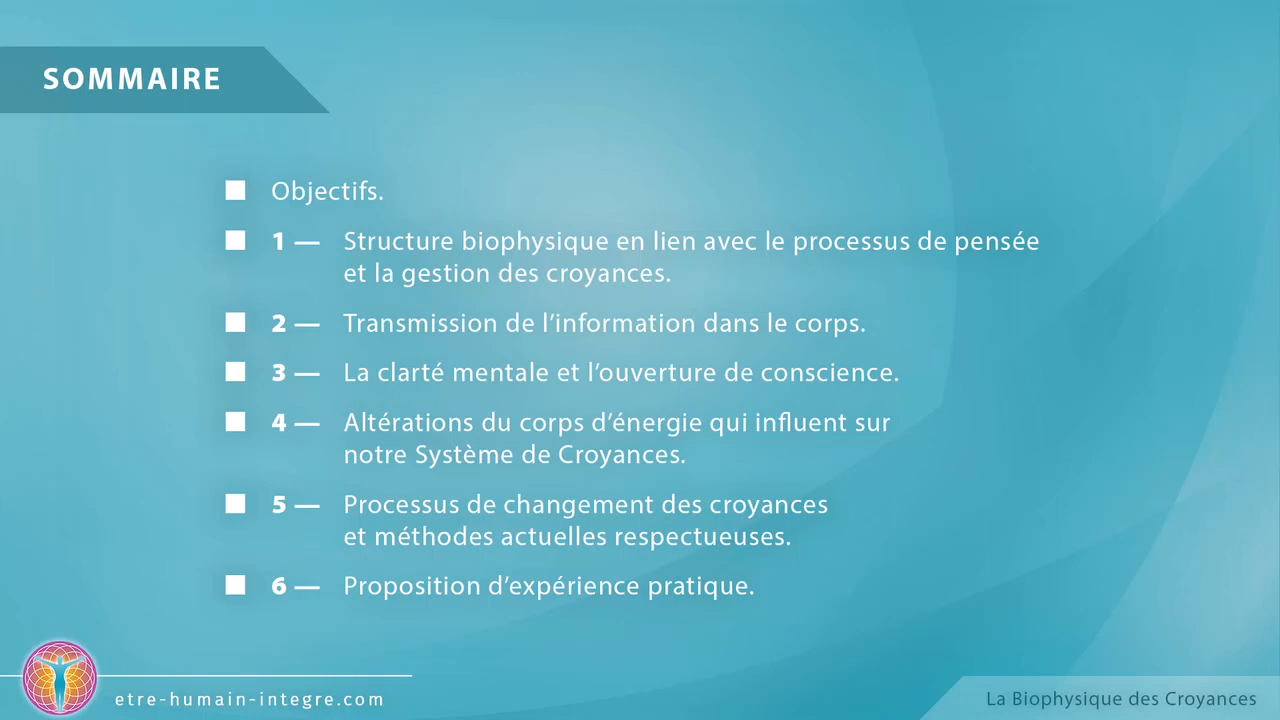 SOMMAIRE
Objectifs.
1 — Structure biophysique en lien avec le processus de pensée
et la gestion des croyances.
2 — Transmission de l’information dans le corps.
3 — La clarté mentale et l’ouverture de conscience.
4 — Altérations du corps d’énergie qui influent sur
notre Système de Croyances.
5 — Processus de changement des croyances
et méthodes actuelles respectueuses.
6 — Proposition d’expérience pratique.
etre-humain-integre.com
La Biophysique des Croyances